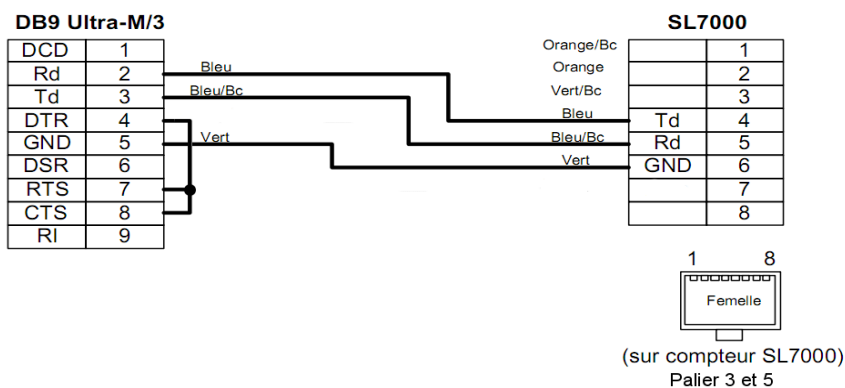 DB9 Ultra-M/3 SL7000
DCD 1 Orange/Bc 1
Rd 2 Bleu Orange 2
Td 3 Bleu/Bc Vert/Bc 3
DTR 4 Bleu Td 4
GND 5 Vert Bleu/Bc Rd 5
DSR 6 Vert GND 6
RTS 7 7
CTS 8 8
RI 9
1 8
Femelle
(sur compteur SL7000)
Palier 3 et 5